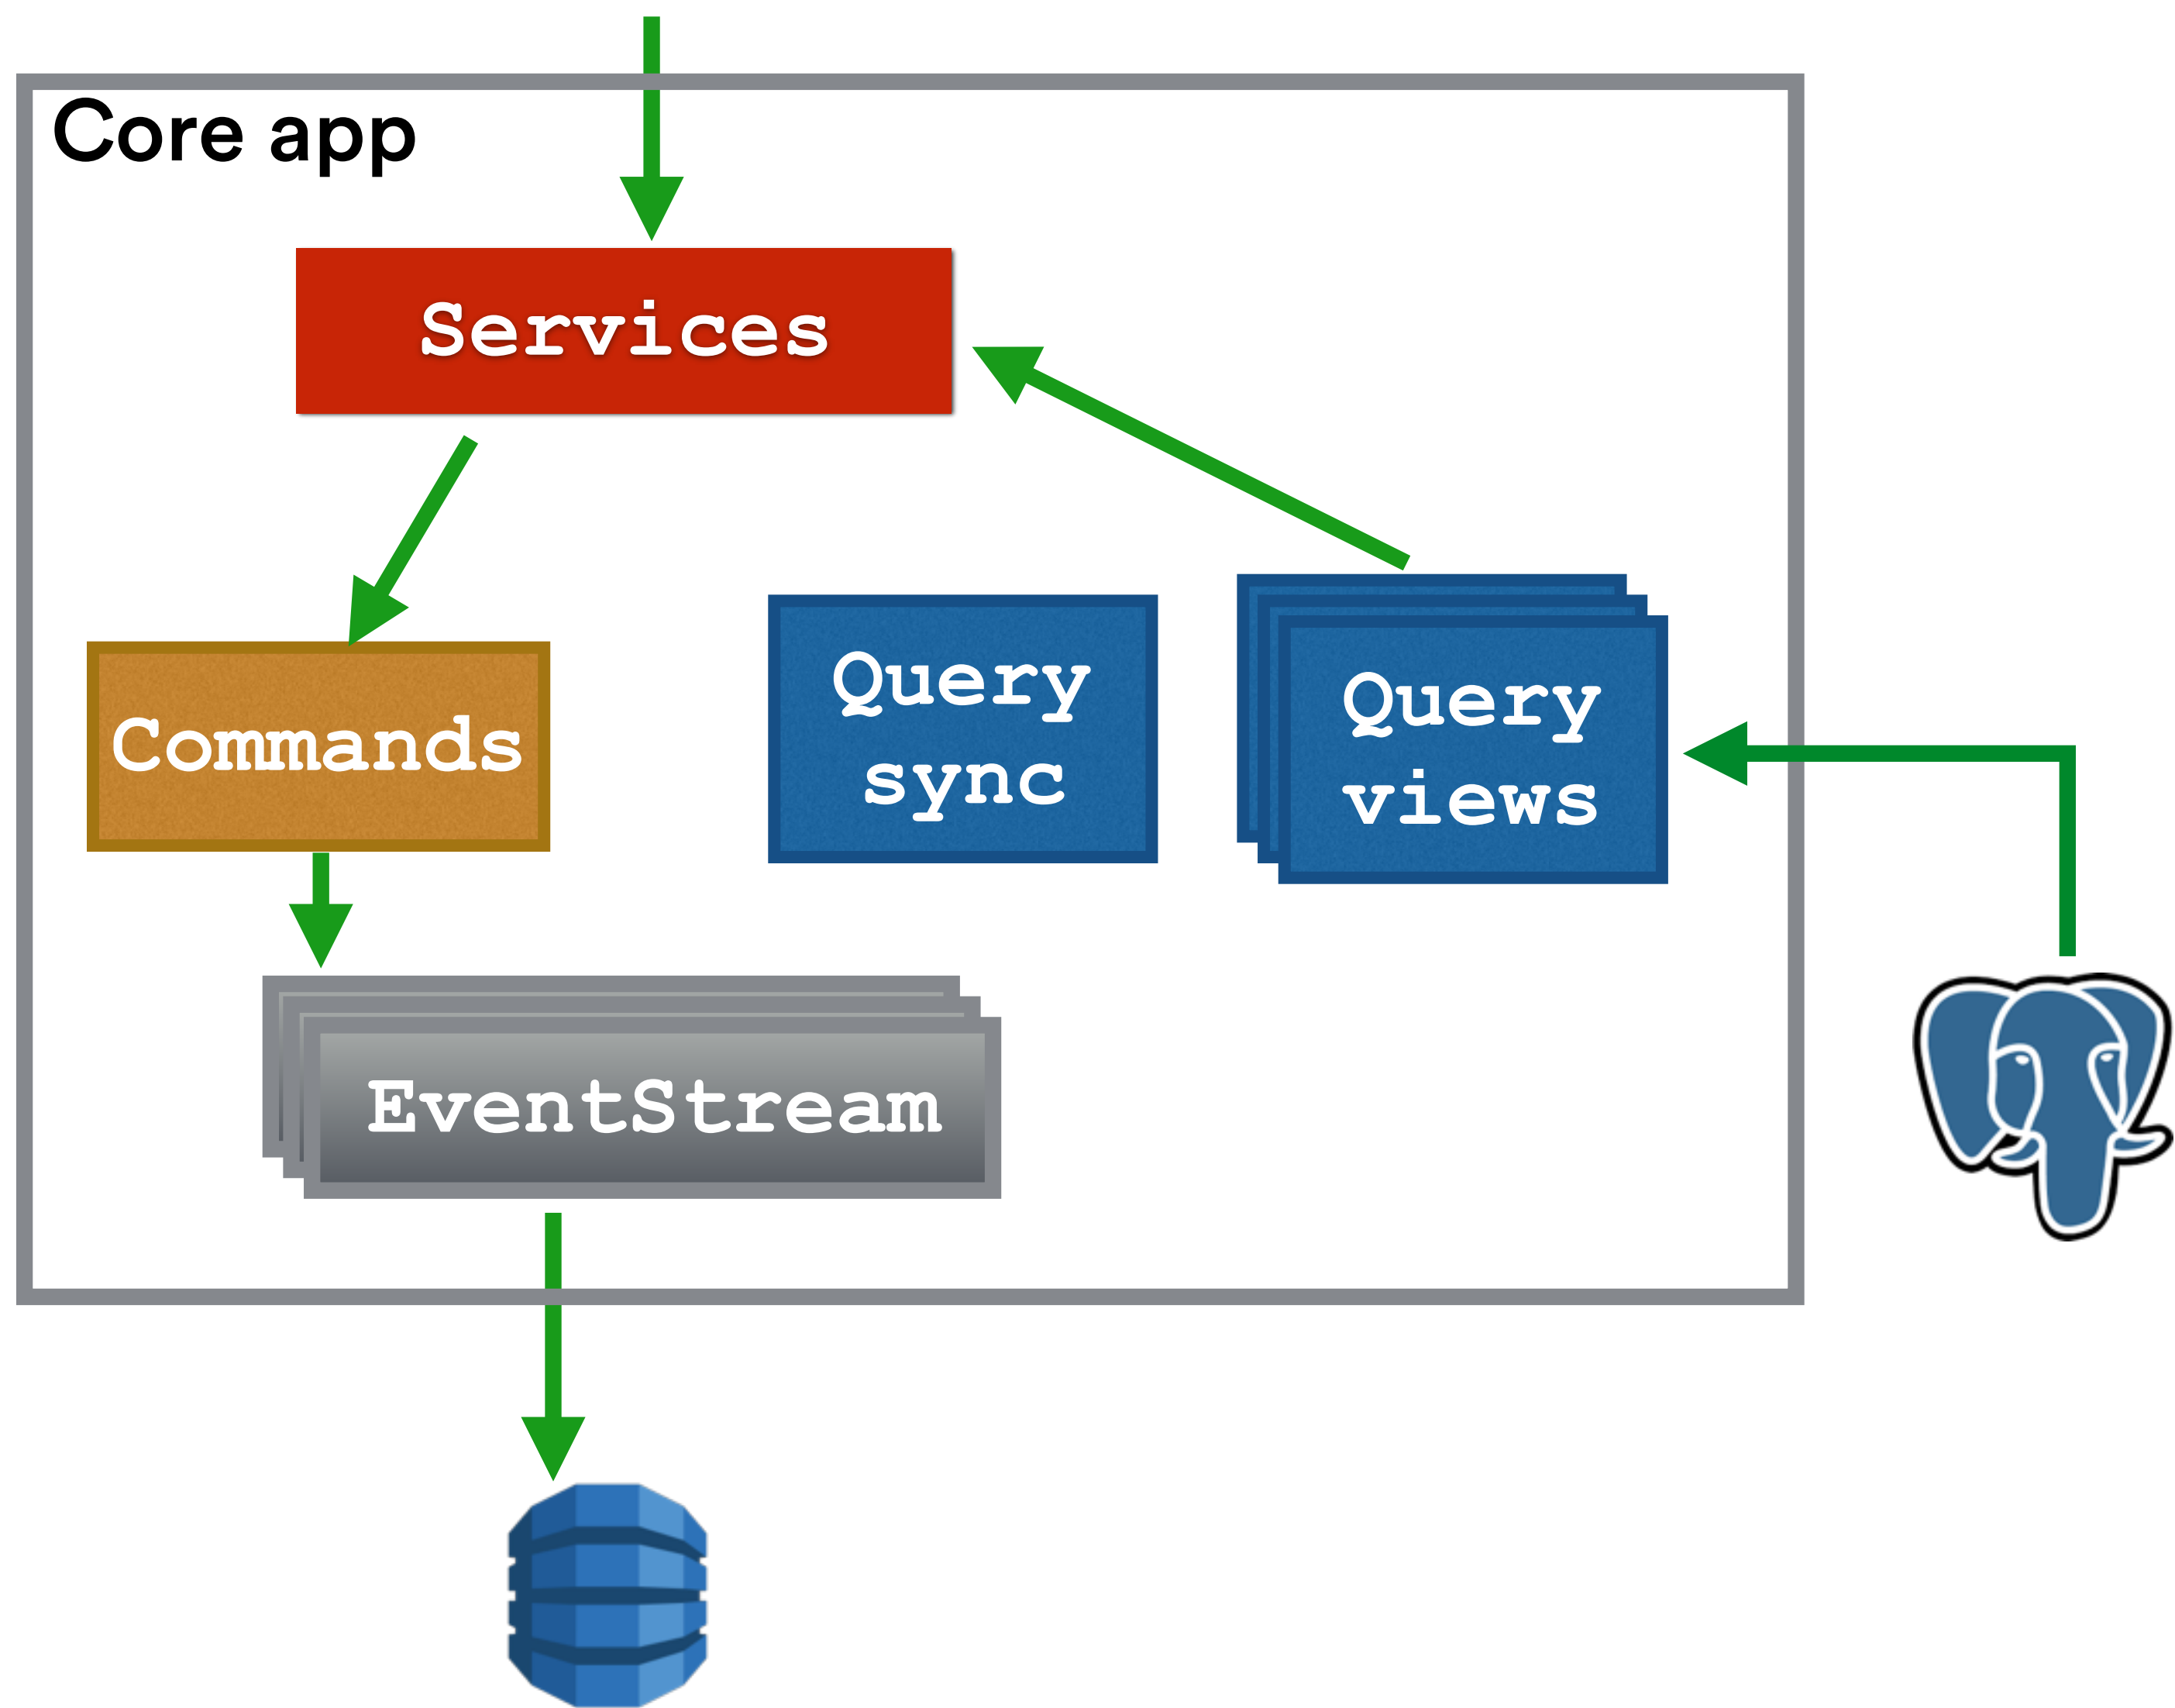 Core app
Services
Commands
Query
sync
Query
views
EventStream